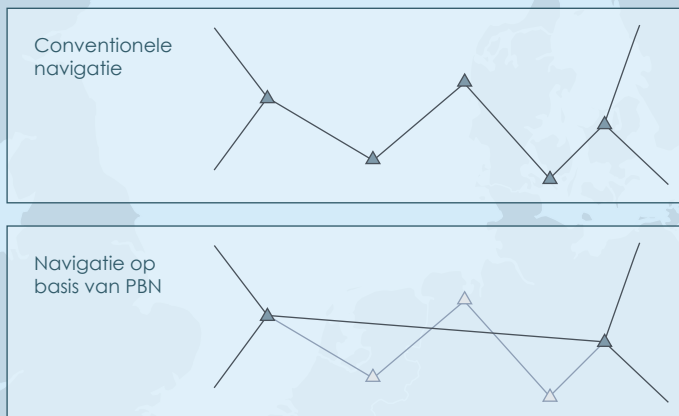 Conventionele
navigatie
Navigatie op
basis van PBN